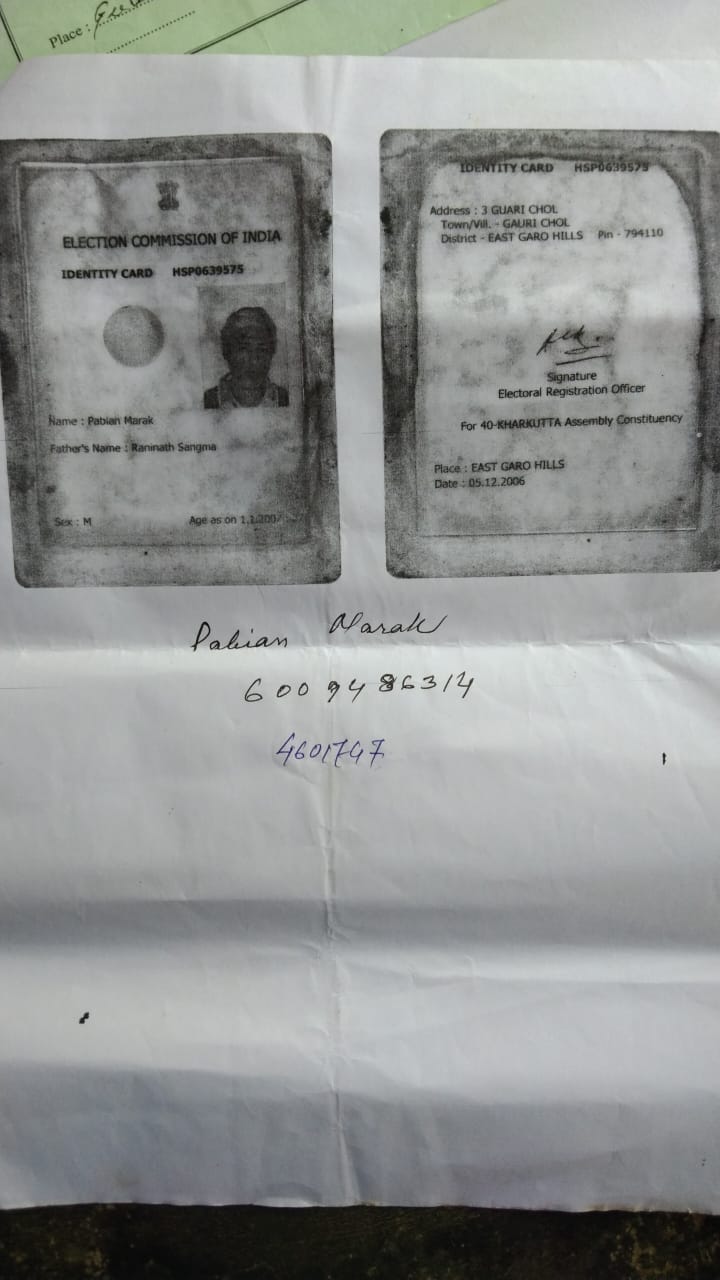 Place :
ELECTION COMMISSION OF INDIA
IDENTITY CARD HSP0639575
Name : Pabian Marak
Father's Name : Raninath Sangma
Sex : M Age as on 1.1.2007
IDENTITY CARD HSP0639575
Address : 3 GUARI CHOL
Town/Vill. - GAURI CHOL
District - EAST GARO HILLS Pin - 794110
Signature
Electoral Registration Officer
For 40-KHARKUTTA Assembly Constituency
Place : EAST GARO HILLS
Date : 05.12.2006
Pabian Marak
6009486314
4601747